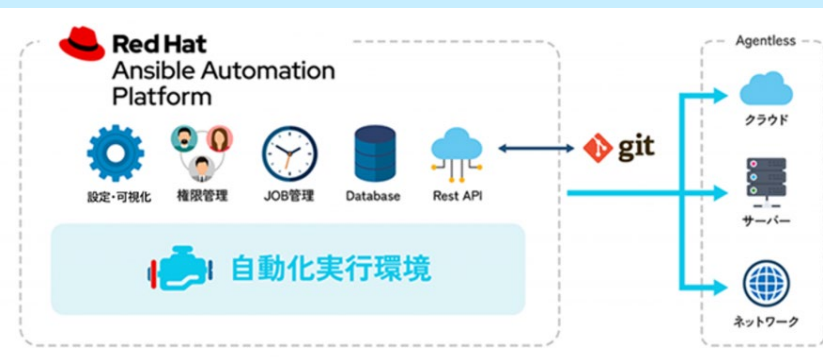 Red Hat
Ansible Automation
Platform
設定・可視化
権限管理
JOB管理
Database
Rest API
git
自動化実行環境
Agentless
クラウド
サーバー
ネットワーク